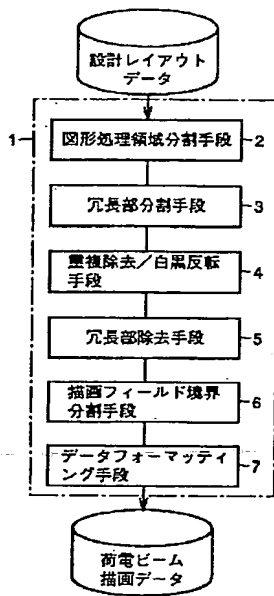 設計レイアウト
データ
1
図形処理領域分割手段
2
冗長部分割手段
3
重複除去/白黒反転
手段
4
冗長部除去手段
5
描画フィールド境界
分割手段
6
データフォーマッティ
ング手段
7
荷電ビーム
描画データ